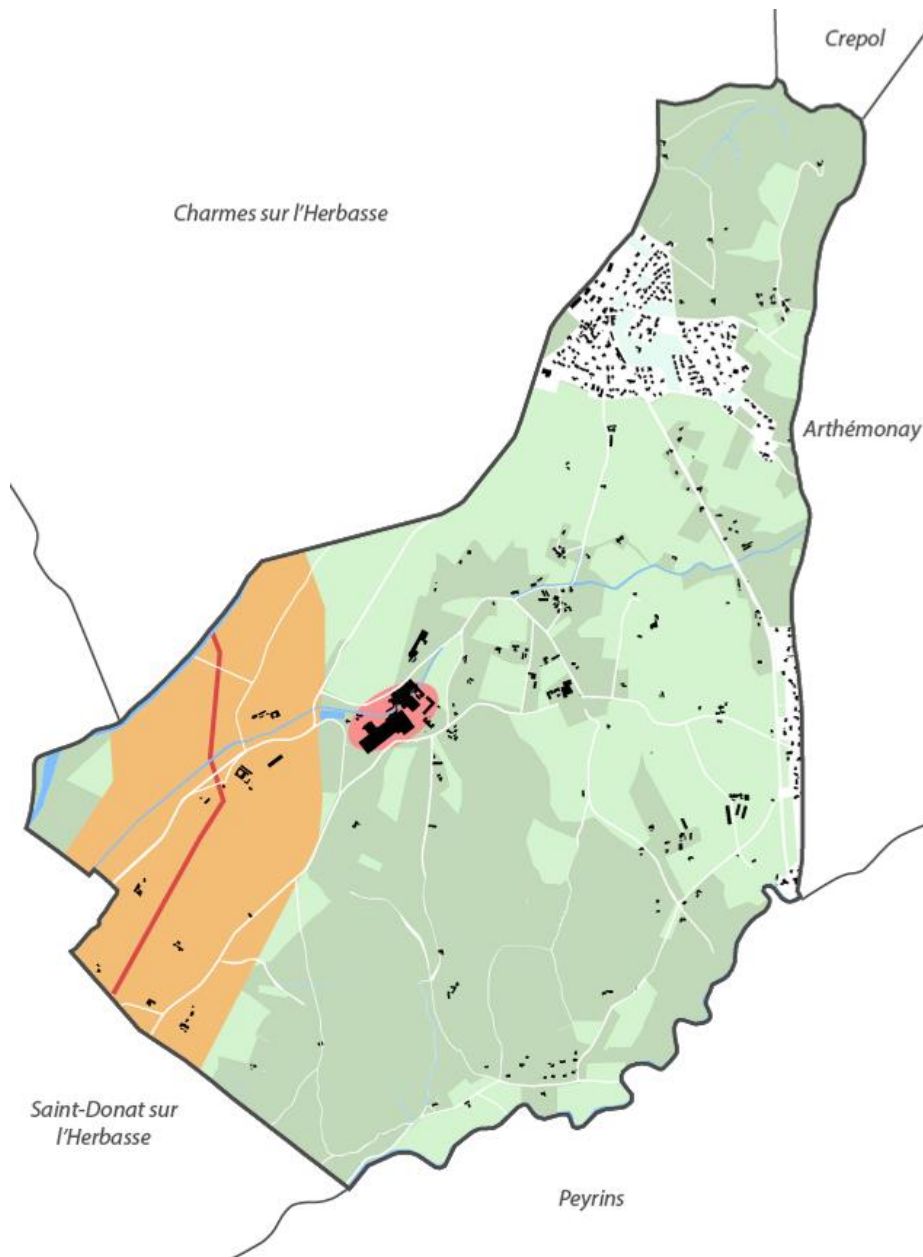 Crepol
Charmes sur l'Herbasse
Arthémonay
Saint-Donat sur
l'Herbasse
Peyrins